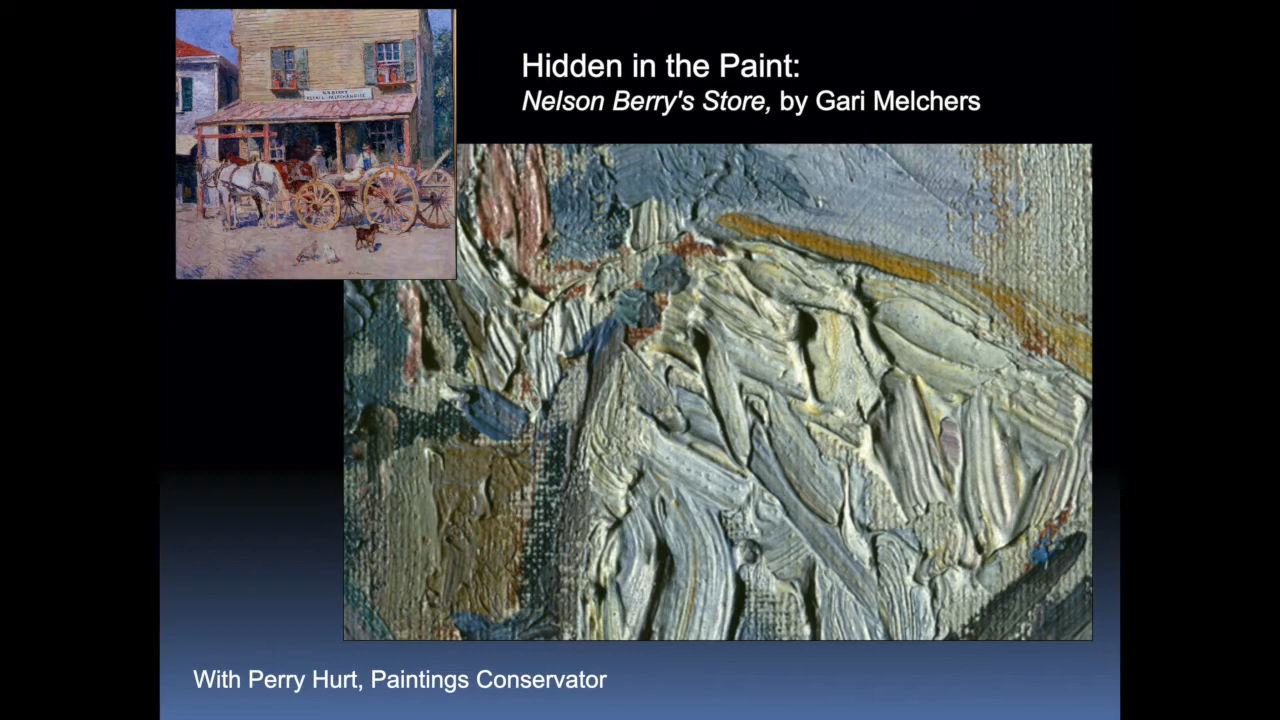 Hidden in the Paint:
Nelson Berry's Store, by Gari Melchers
With Perry Hurt, Paintings Conservator